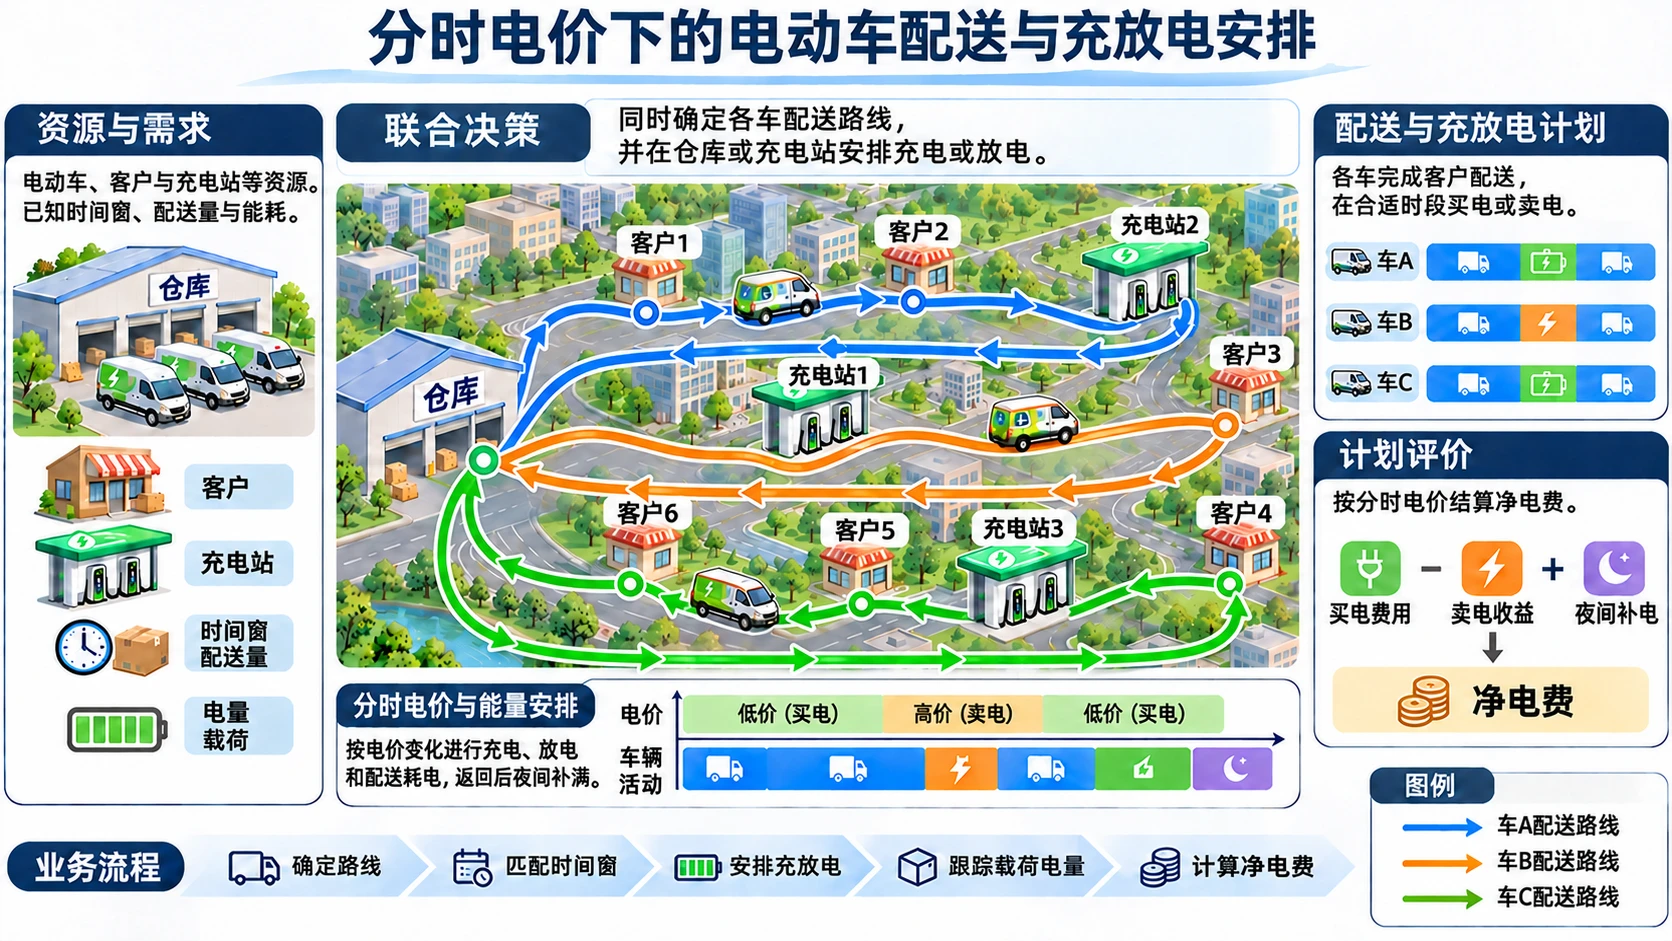 分时电价下的电动车配送与充放电安排
资源与需求
电动车、客户与充电站等资源。
已知时间窗、配送量与能耗。
仓库
客户
充电站
时间窗
配送量
电量
载荷
联合决策
同时确定各车配送路线，
并在仓库或充电站安排充电或放电。
客户1
客户2
充电站2
仓库
充电站1
客户3
客户6
客户5
充电站3
客户4
分时电价与能量安排
按电价变化进行充电、放电
和配送耗电，返回后夜间补满。
电价
低价 (买电)
高价 (卖电)
低价 (买电)
车辆
活动
配送与充放电计划
各车完成客户配送，
在合适时段买电或卖电。
车A
车B
车C
计划评价
按分时电价结算净电费。
买电费用
−
卖电收益
+
夜间补电
净电费
图例
车A配送路线
车B配送路线
车C配送路线
业务流程
确定路线
匹配时间窗
安排充放电
跟踪载荷电量
计算净电费